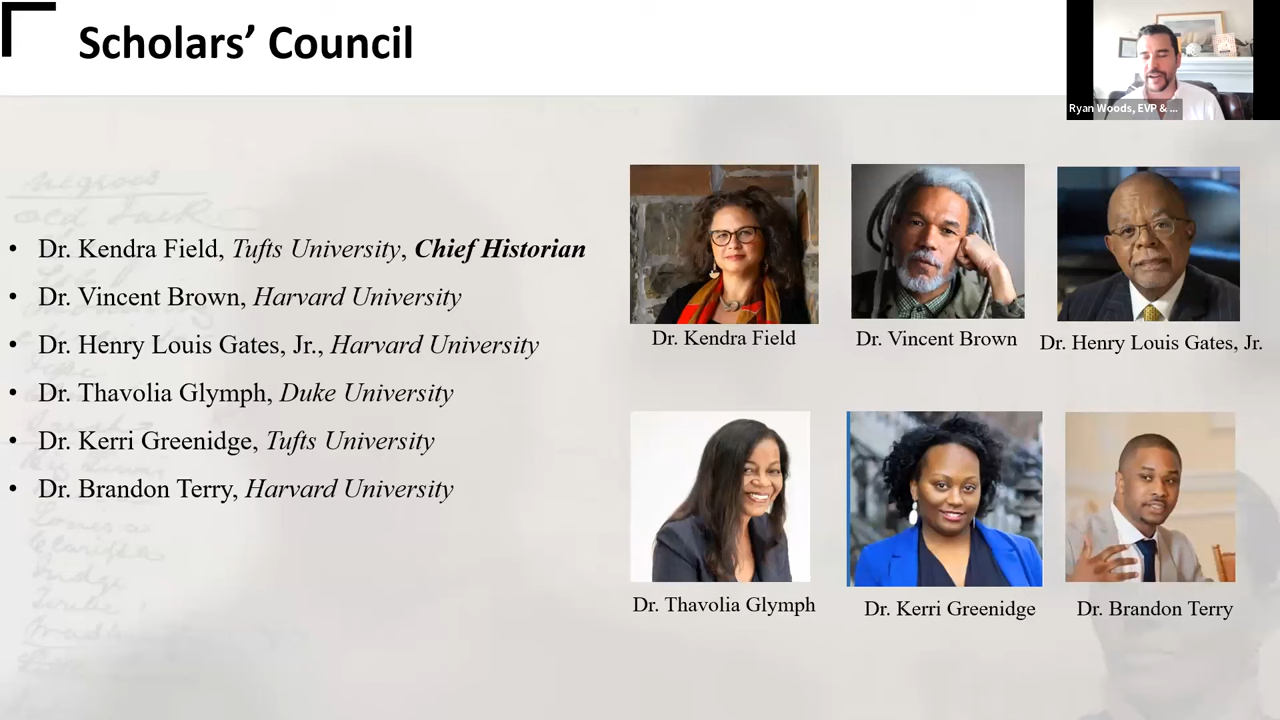 Scholars’ Council
Ryan Woods, EVP & ...
negroes
old Jack
• Dr. Kendra Field, Tufts University, Chief Historian
• Dr. Vincent Brown, Harvard University
• Dr. Henry Louis Gates, Jr., Harvard University
• Dr. Thavolia Glymph, Duke University
• Dr. Kerri Greenidge, Tufts University
• Dr. Brandon Terry, Harvard University
Dr. Kendra Field
Dr. Vincent Brown
Dr. Henry Louis Gates, Jr.
Dr. Thavolia Glymph
Dr. Kerri Greenidge
Dr. Brandon Terry